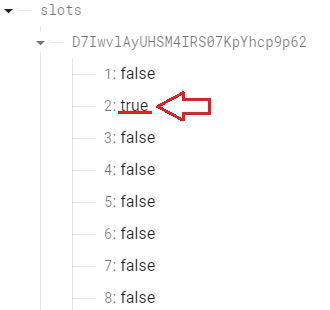 slots
D7IwvlAyUHSM4IRS07KpYhcp9p62
1: false
2: true
3: false
4: false
5: false
6: false
7: false
8: false